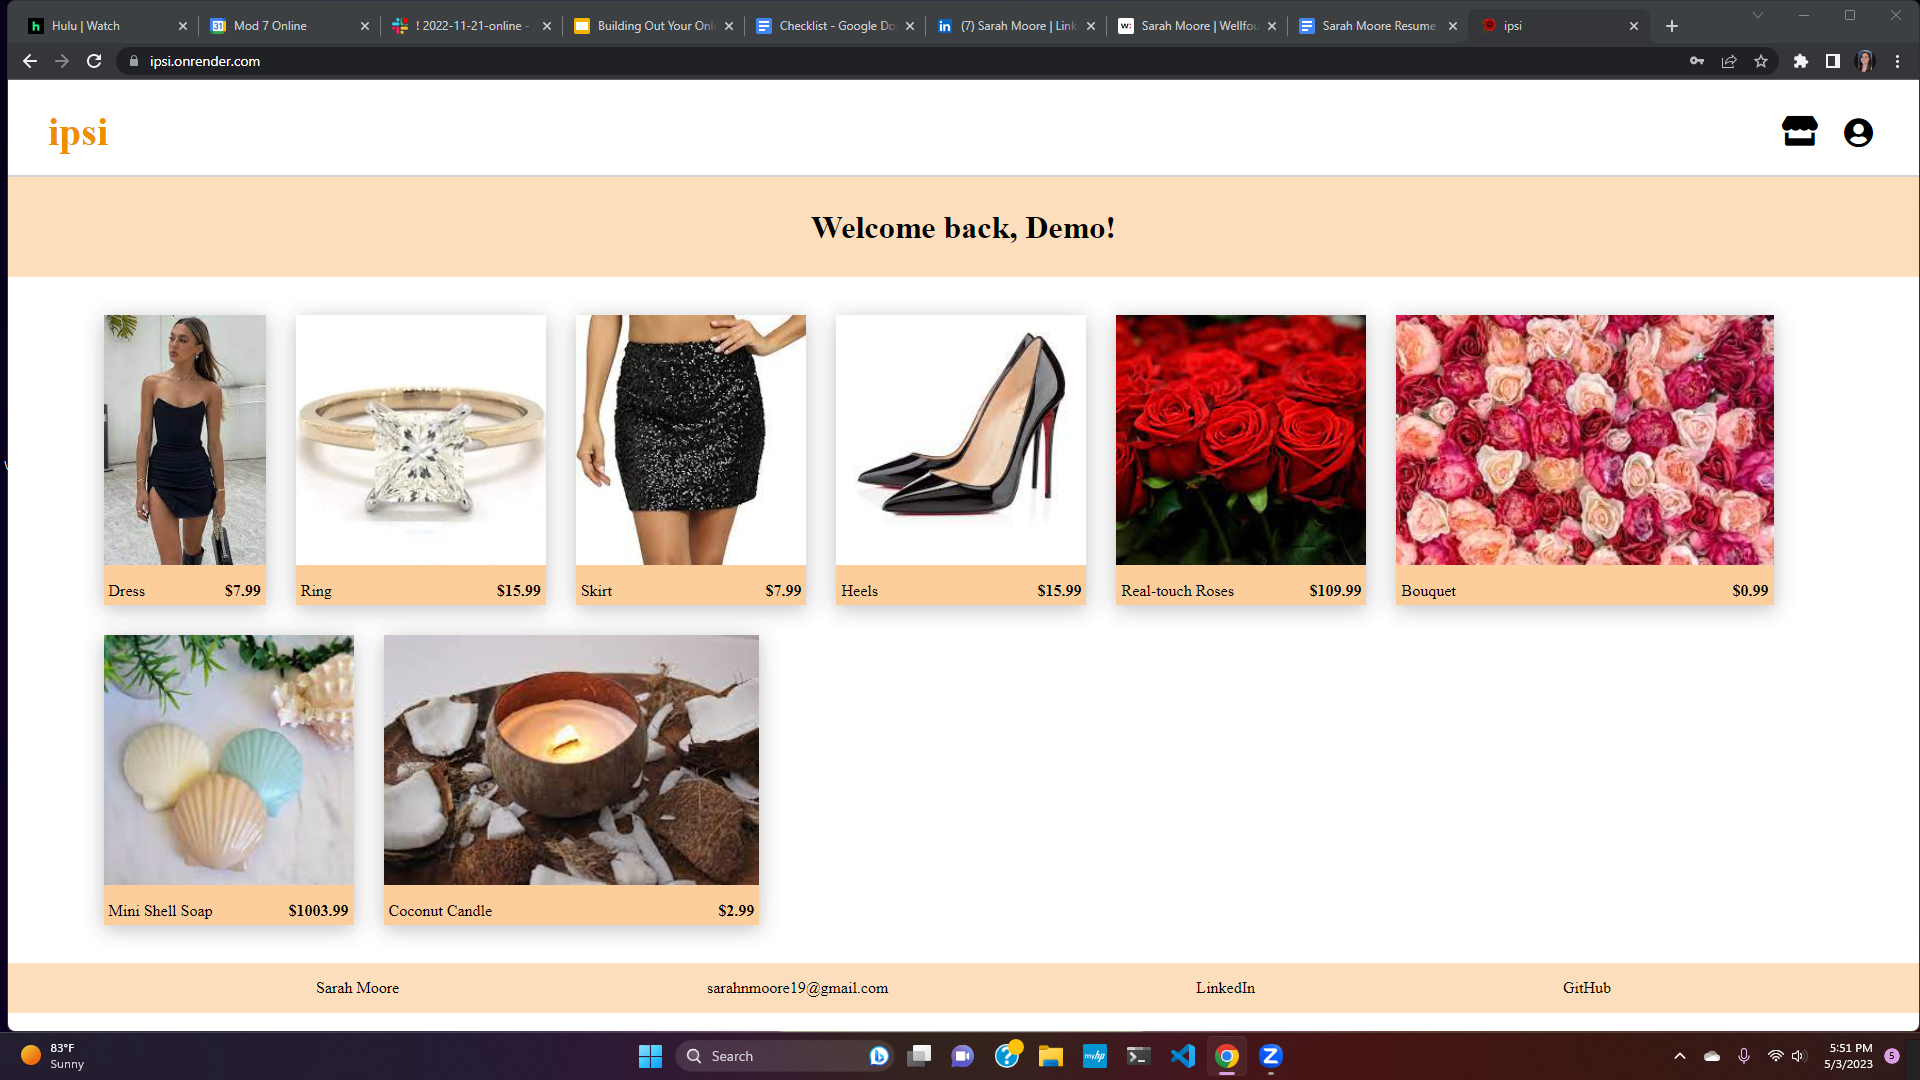 Hulu | Watch
Mod 7 Online
! 2022-11-21-online -
Building Out Your Onl
Checklist - Google Do
(7) Sarah Moore | Link
Sarah Moore | Wellfou
Sarah Moore Resume
ipsi
ipsi.onrender.com
ipsi
Welcome back, Demo!
Dress $7.99
Ring $15.99
Skirt $7.99
Heels $15.99
Real-touch Roses $109.99
Bouquet $0.99
Mini Shell Soap $1003.99
Coconut Candle $2.99
Sarah Moore
sarahnmoore19@gmail.com
LinkedIn
GitHub
83°F
Sunny
Search
5:51 PM
5/3/2023
5